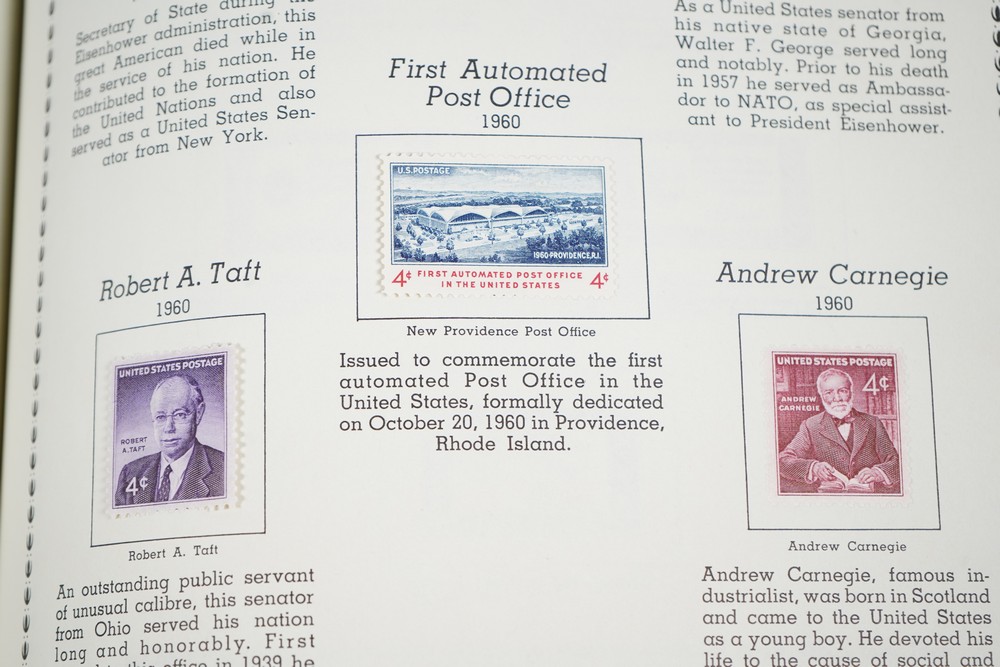 Secretary of State during the
Eisenhower administration, this
great American died while in
the service of his nation. He
contributed to the formation of
the United Nations and also
served as a United States Sen-
ator from New York.
First Automated
Post Office
1960
U.S. POSTAGE
1960-PROVIDENCE, R.I.
4¢ FIRST AUTOMATED POST OFFICE 4¢
IN THE UNITED STATES
New Providence Post Office
Issued to commemorate the first
automated Post Office in the
United States, formally dedicated
on October 20, 1960 in Providence,
Rhode Island.
As a United States senator from
his native state of Georgia,
Walter F. George served long
and notably. Prior to his death
in 1957 he served as Ambassa-
dor to NATO, as special assist-
ant to President Eisenhower.
Robert A. Taft
1960
UNITED STATES POSTAGE
ROBERT
A. TAFT
4¢
Robert A. Taft
An outstanding public servant
of unusual calibre, this senator
from Ohio served his nation
long and honorably. First
to this office in 1939 he
Andrew Carnegie
1960
UNITED STATES POSTAGE
4¢
ANDREW
CARNEGIE
Andrew Carnegie
Andrew Carnegie, famous in-
dustrialist, was born in Scotland
and came to the United States
as a young boy. He devoted his
life to the cause of social and